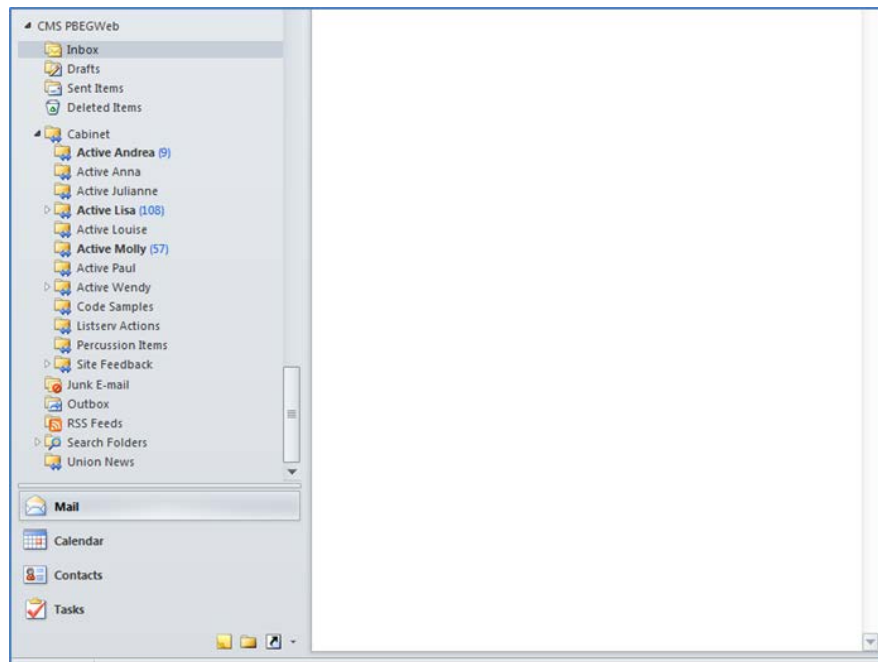 CMS PBEGWeb
Inbox
Drafts
Sent Items
Deleted Items
Cabinet
Active Andrea (9)
Active Anna
Active Julianne
Active Lisa (108)
Active Louise
Active Molly (57)
Active Paul
Active Wendy
Code Samples
Listserv Actions
Percussion Items
Site Feedback
Junk E-mail
Outbox
RSS Feeds
Search Folders
Union News
Mail
Calendar
Contacts
Tasks